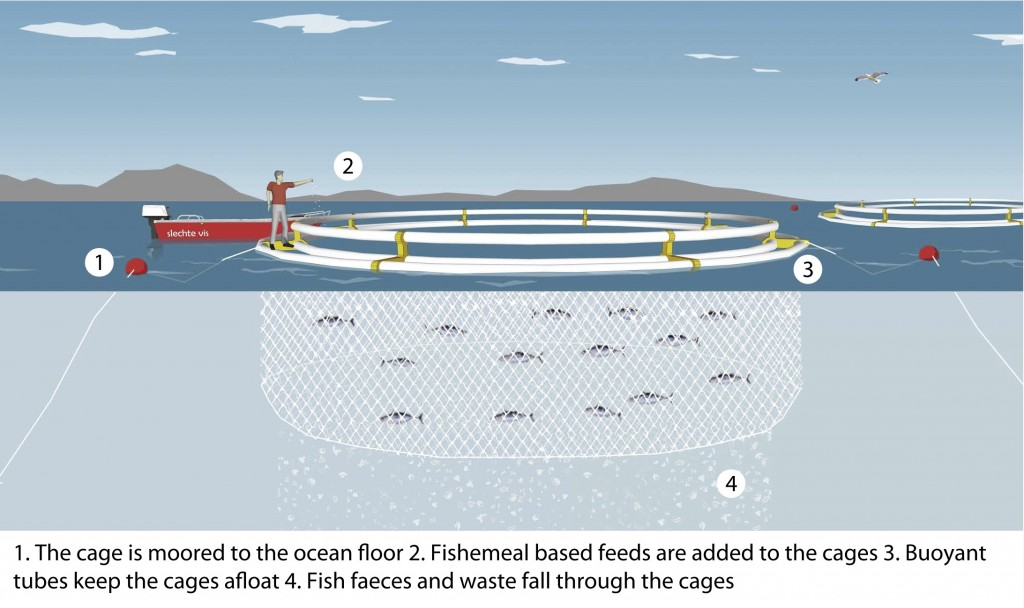 2
slechte vis
1
3
4
1. The cage is moored to the ocean floor 2. Fishemeal based feeds are added to the cages 3. Buoyant
tubes keep the cages afloat 4. Fish faeces and waste fall through the cages